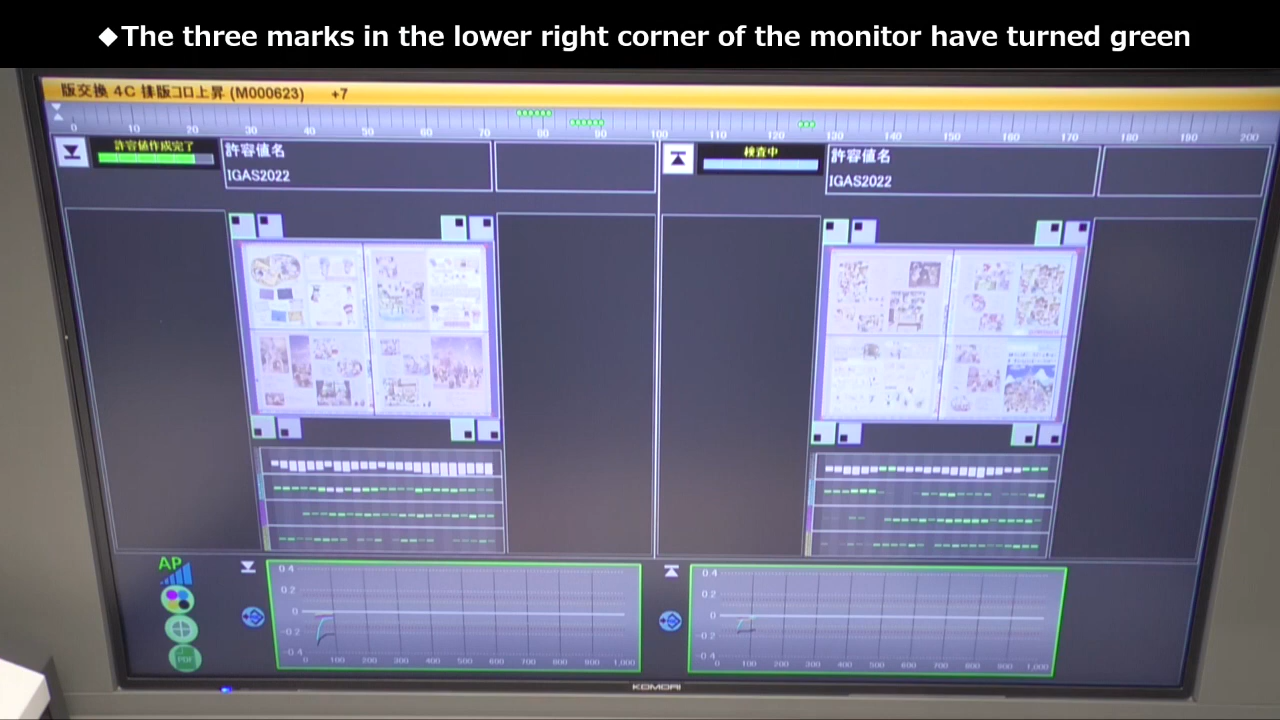 ◆The three marks in the lower right corner of the monitor have turned green
版交換 4C 排版コロ上昇 (M000623) +7
0 10 20 30 40 50 60 70 80 90 100 110 120 130 140 150 160 170 180 190 200
許容値作成完了 許容値名 検査中 許容値名
IGAS2022 IGAS2022
AP
0.4 0.4
0.2 0.2
0 0
-0.2 -0.2
-0.4 -0.4
0 100 200 300 400 500 600 700 800 900 1,000 0 100 200 300 400 500 600 700 800 900 1,000
PDF
KOMORI